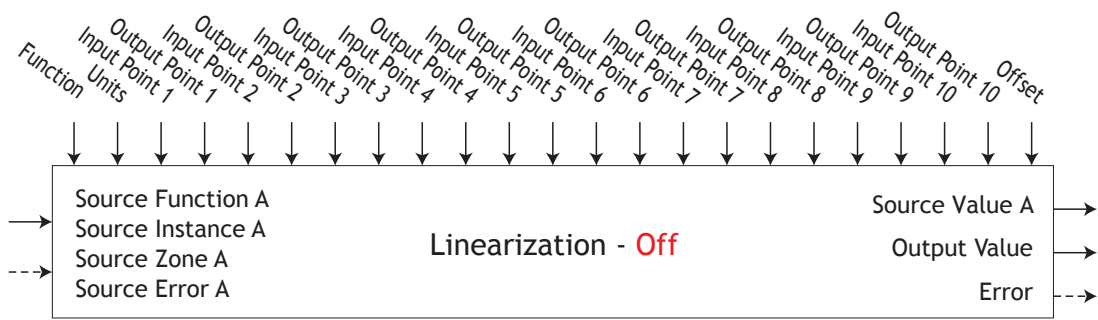 Function
Units
Input Point 1
Output Point 1
Input Point 2
Output Point 2
Input Point 3
Output Point 3
Input Point 4
Output Point 4
Input Point 5
Output Point 5
Input Point 6
Output Point 6
Input Point 7
Output Point 7
Input Point 8
Output Point 8
Input Point 9
Output Point 9
Input Point 10
Output Point 10
Offset
Source Function A
Source Instance A
Source Zone A
Source Error A
Linearization - Off
Source Value A
Output Value
Error